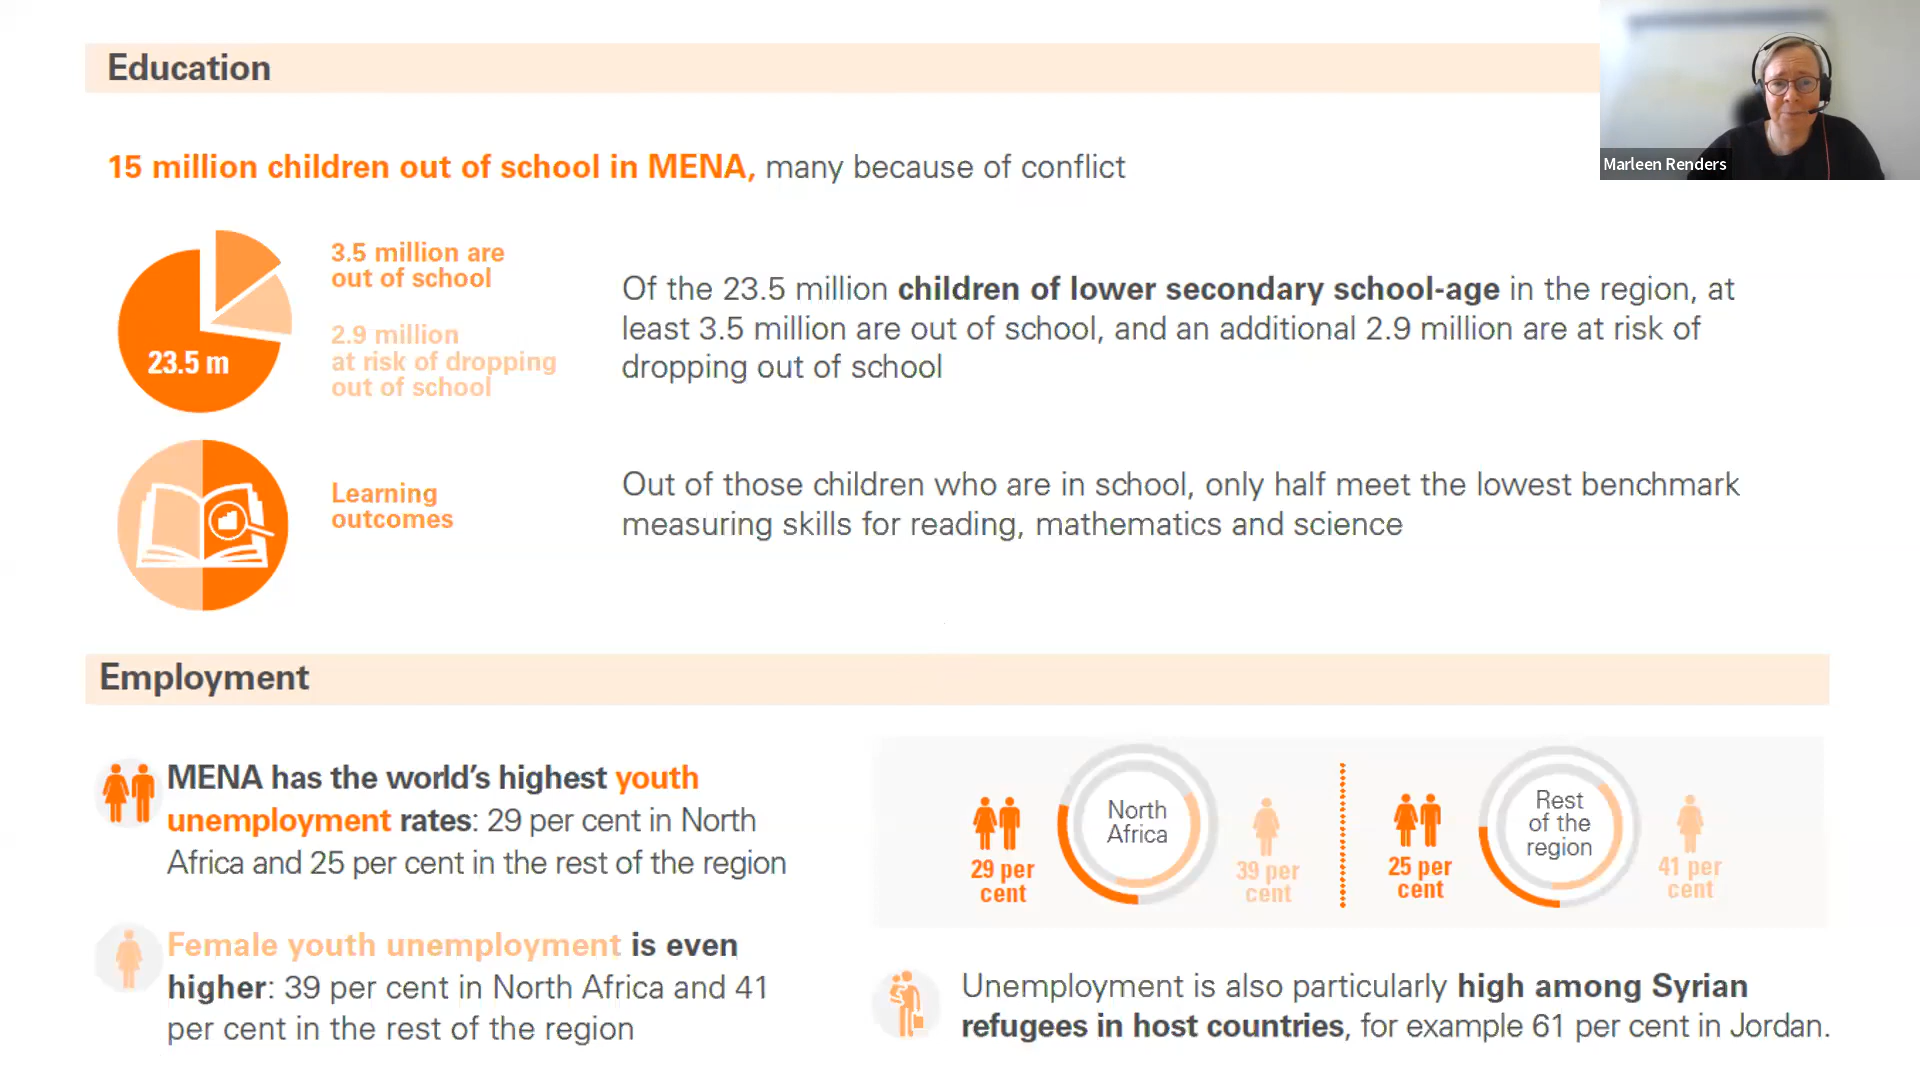 Education
15 million children out of school in MENA, many because of conflict
3.5 million are
out of school
2.9 million
at risk of dropping
out of school
23.5 m
Of the 23.5 million children of lower secondary school-age in the region, at
least 3.5 million are out of school, and an additional 2.9 million are at risk of
dropping out of school
Learning
outcomes
Out of those children who are in school, only half meet the lowest benchmark
measuring skills for reading, mathematics and science
Marleen Renders
Employment
MENA has the world's highest youth
unemployment rates: 29 per cent in North
Africa and 25 per cent in the rest of the region
Female youth unemployment is even
higher: 39 per cent in North Africa and 41
per cent in the rest of the region
29 per
cent
North
Africa
39 per
cent
25 per
cent
Rest
of the
region
41 per
cent
Unemployment is also particularly high among Syrian
refugees in host countries, for example 61 per cent in Jordan.